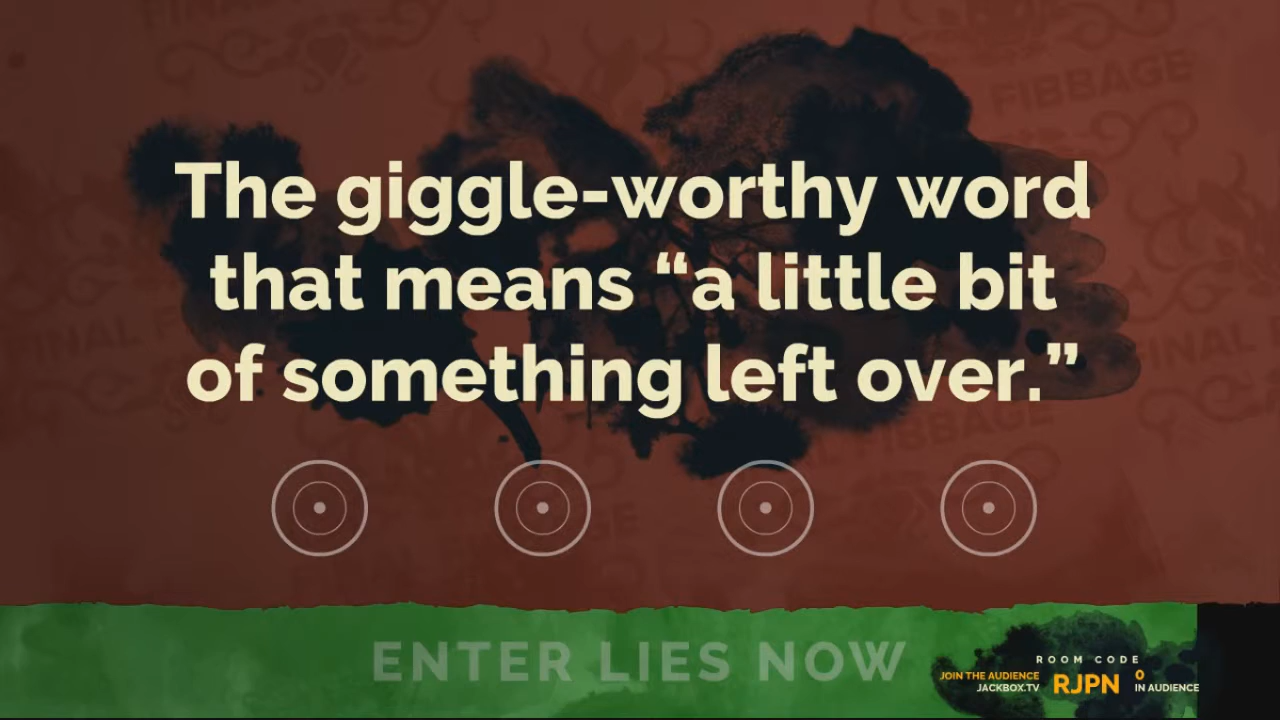 The giggle-worthy word
that means “a little bit
of something left over.”
ENTER LIES NOW
ROOM CODE
JOIN THE AUDIENCE
JACKBOX.TV
RJPN
0
IN AUDIENCE
FIBBAGE